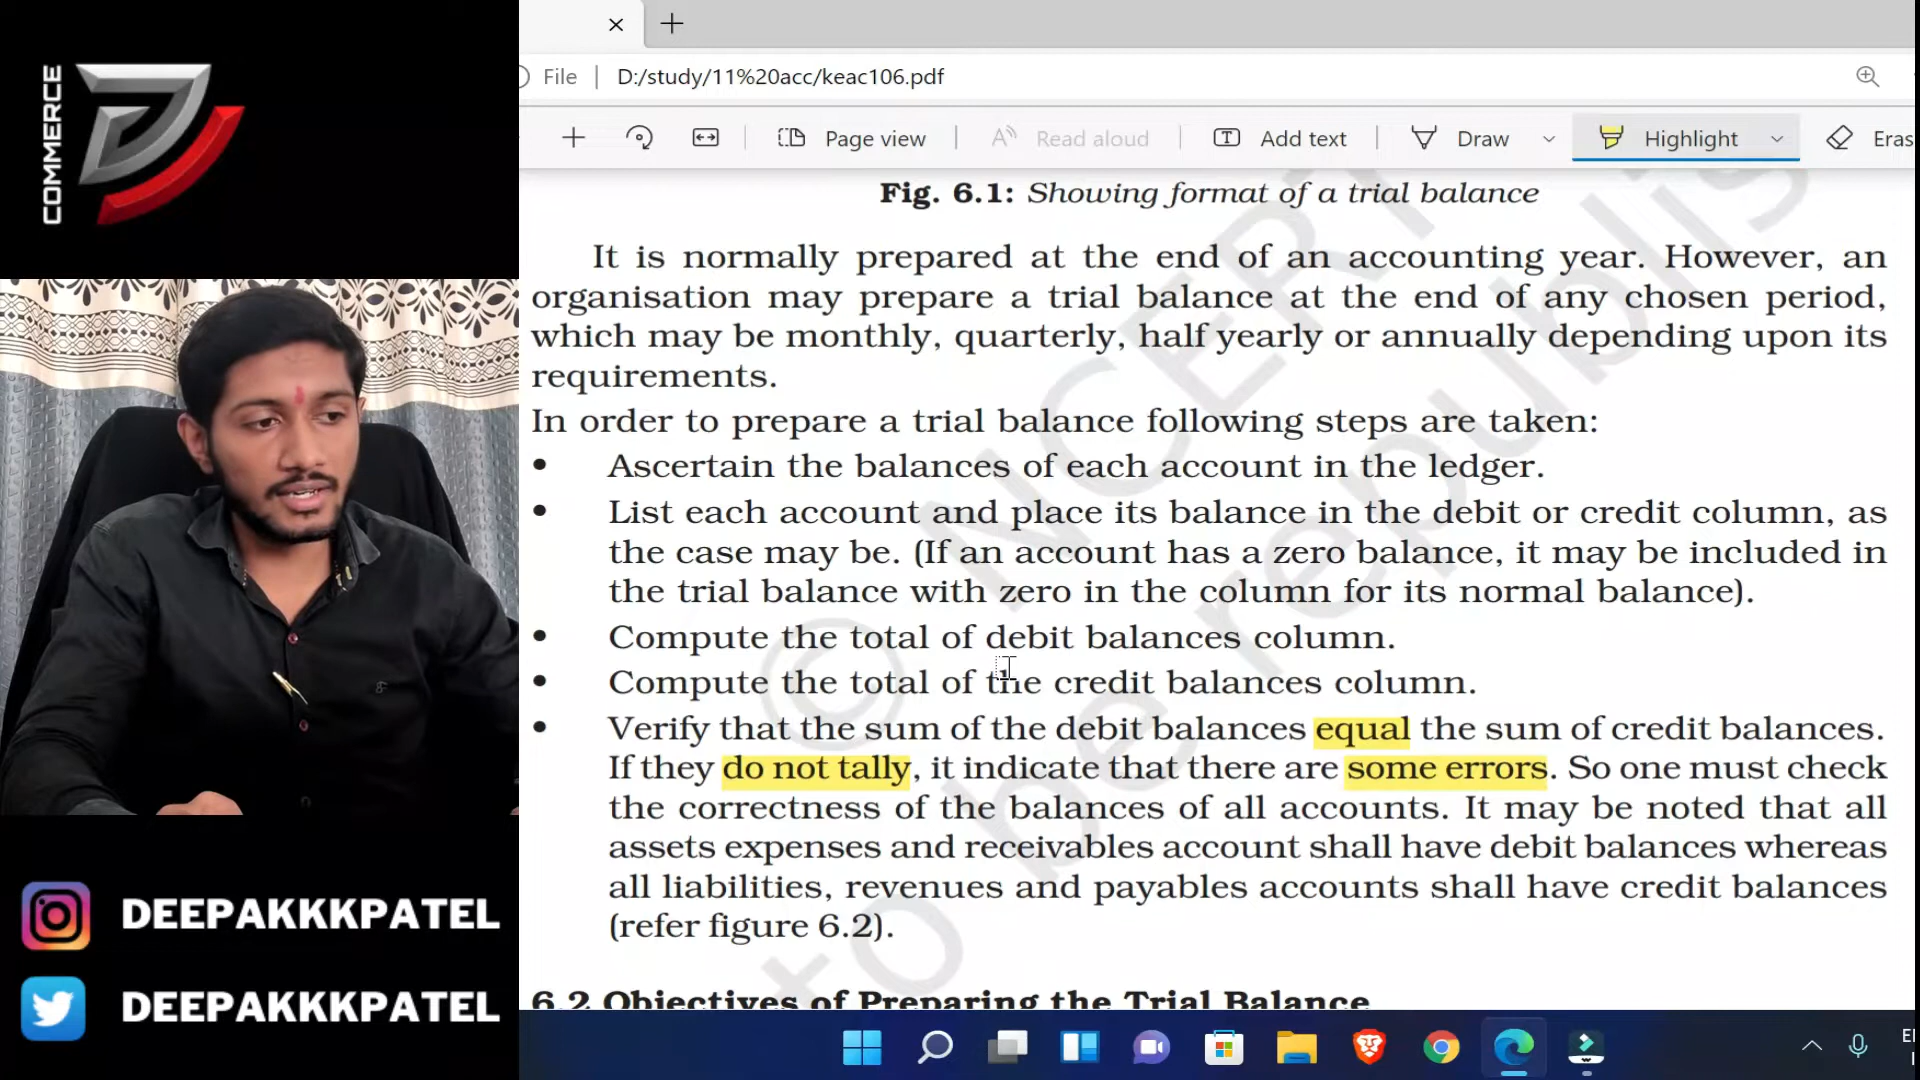 COMMERCE
File | D:/study/11%20acc/keac106.pdf
Page view
Read aloud
Add text
Draw
Highlight
Eras
Fig. 6.1: Showing format of a trial balance
It is normally prepared at the end of an accounting year. However, an
organisation may prepare a trial balance at the end of any chosen period,
which may be monthly, quarterly, half yearly or annually depending upon its
requirements.
In order to prepare a trial balance following steps are taken:
• Ascertain the balances of each account in the ledger.
• List each account and place its balance in the debit or credit column, as
the case may be. (If an account has a zero balance, it may be included in
the trial balance with zero in the column for its normal balance).
• Compute the total of debit balances column.
• Compute the total of the credit balances column.
• Verify that the sum of the debit balances equal the sum of credit balances.
If they do not tally, it indicate that there are some errors. So one must check
the correctness of the balances of all accounts. It may be noted that all
assets expenses and receivables account shall have debit balances whereas
all liabilities, revenues and payables accounts shall have credit balances
(refer figure 6.2).
6.2 Objectives of Preparing the Trial Balance
© NCERT
to be republis
DEEPAKKKPATEL
DEEPAKKKPATEL